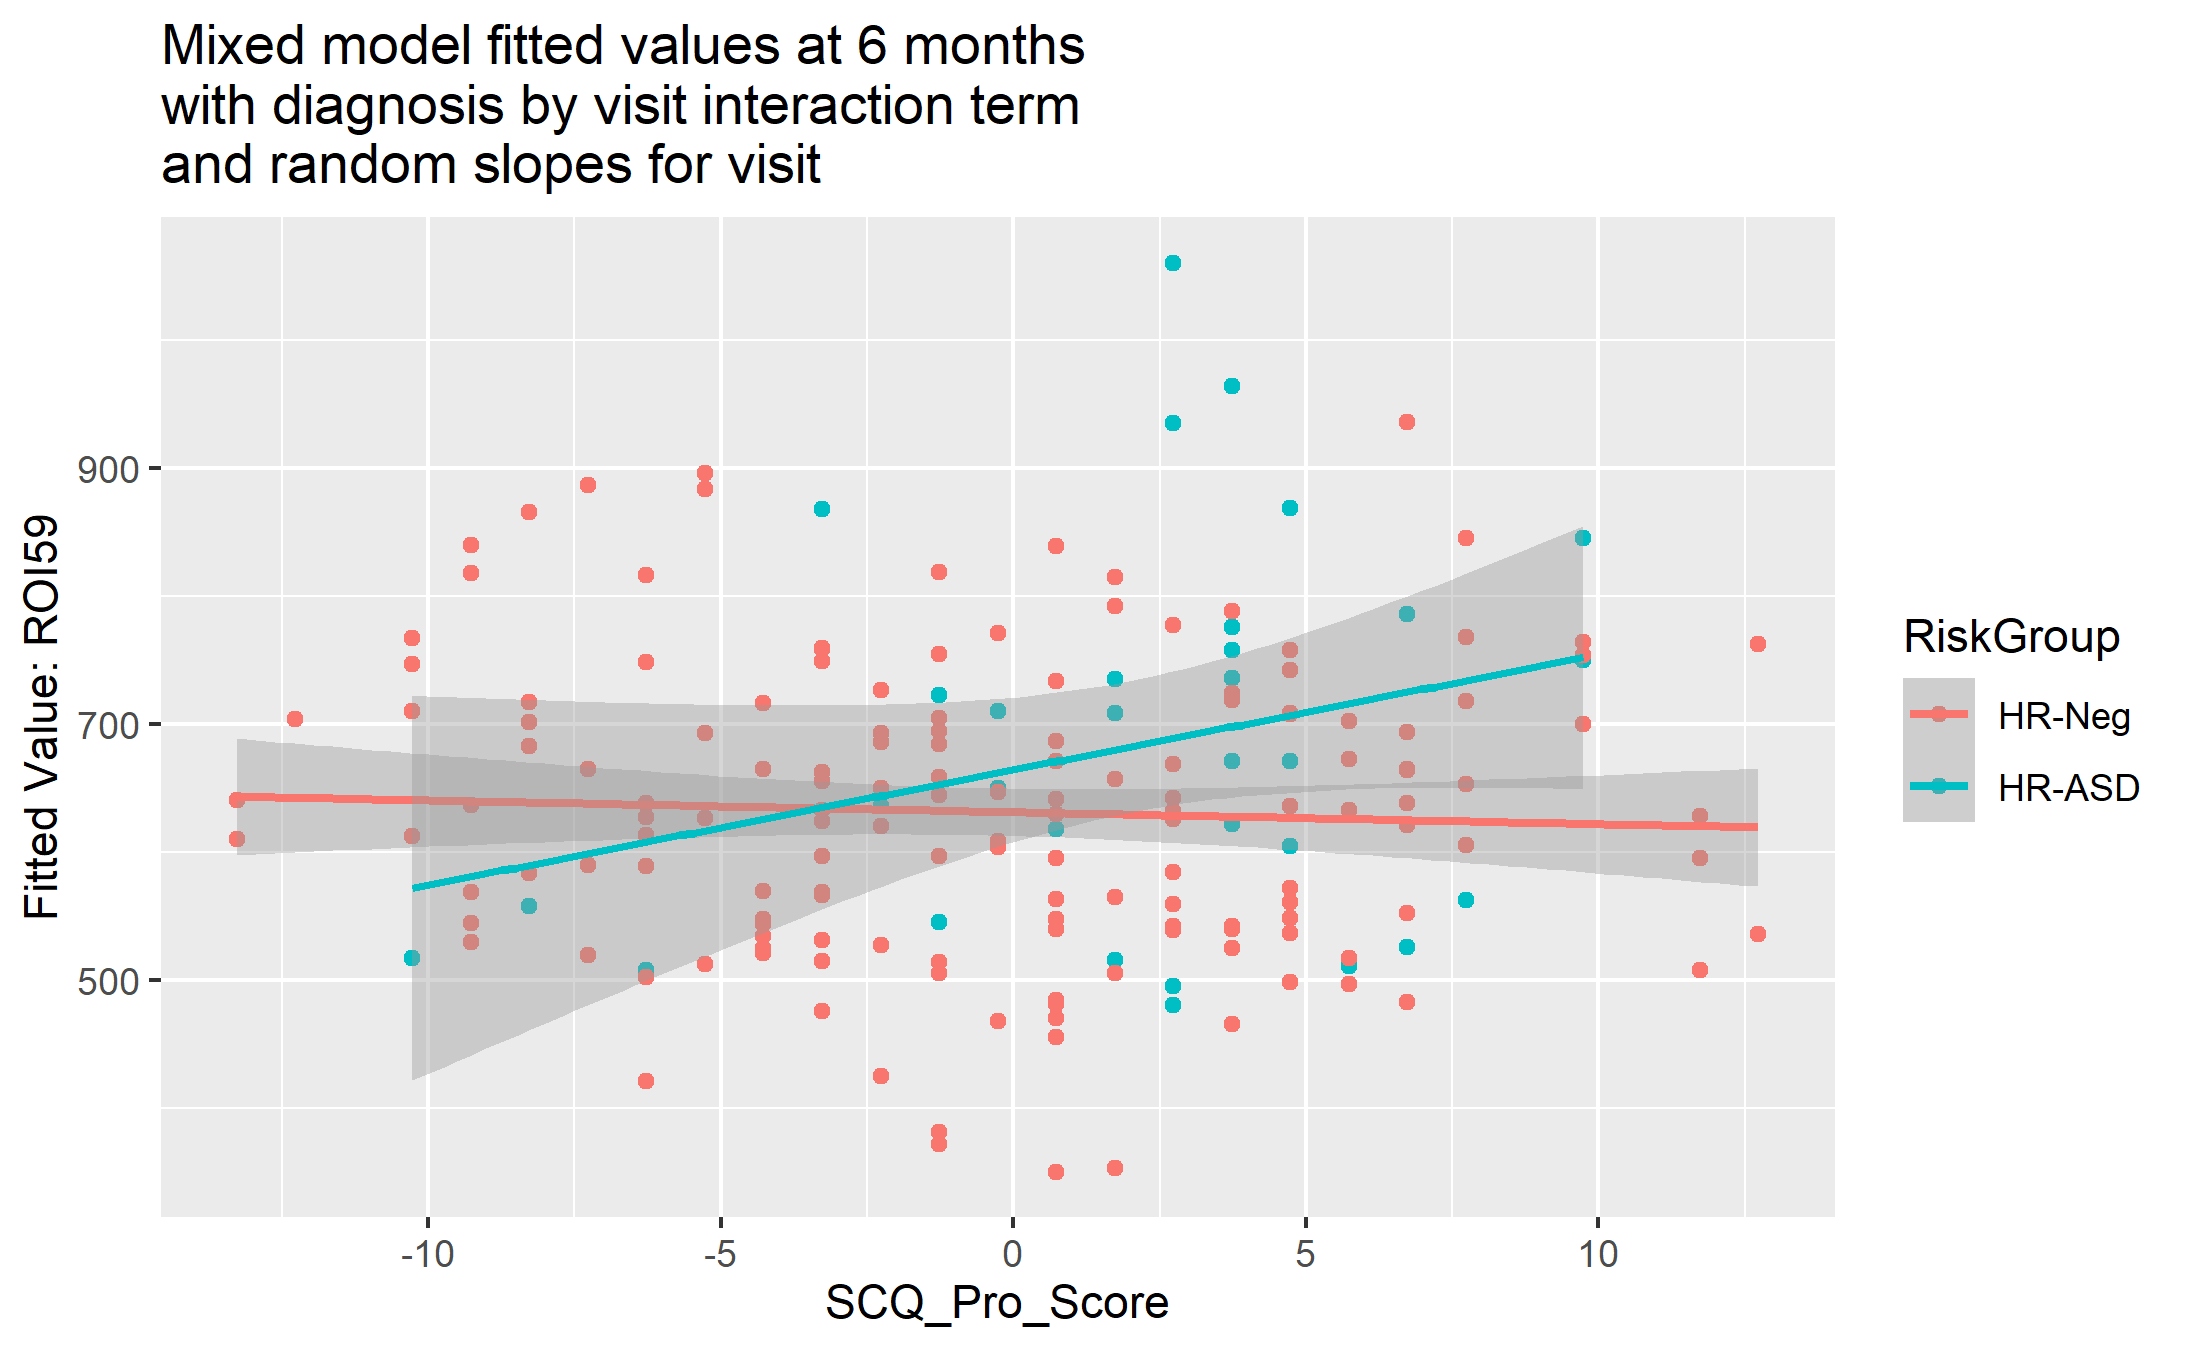 Mixed model fitted values at 6 months
with diagnosis by visit interaction term
and random slopes for visit
Fitted Value: ROI59
900
700
500
-10
-5
0
5
10
SCQ_Pro_Score
RiskGroup
HR-Neg
HR-ASD